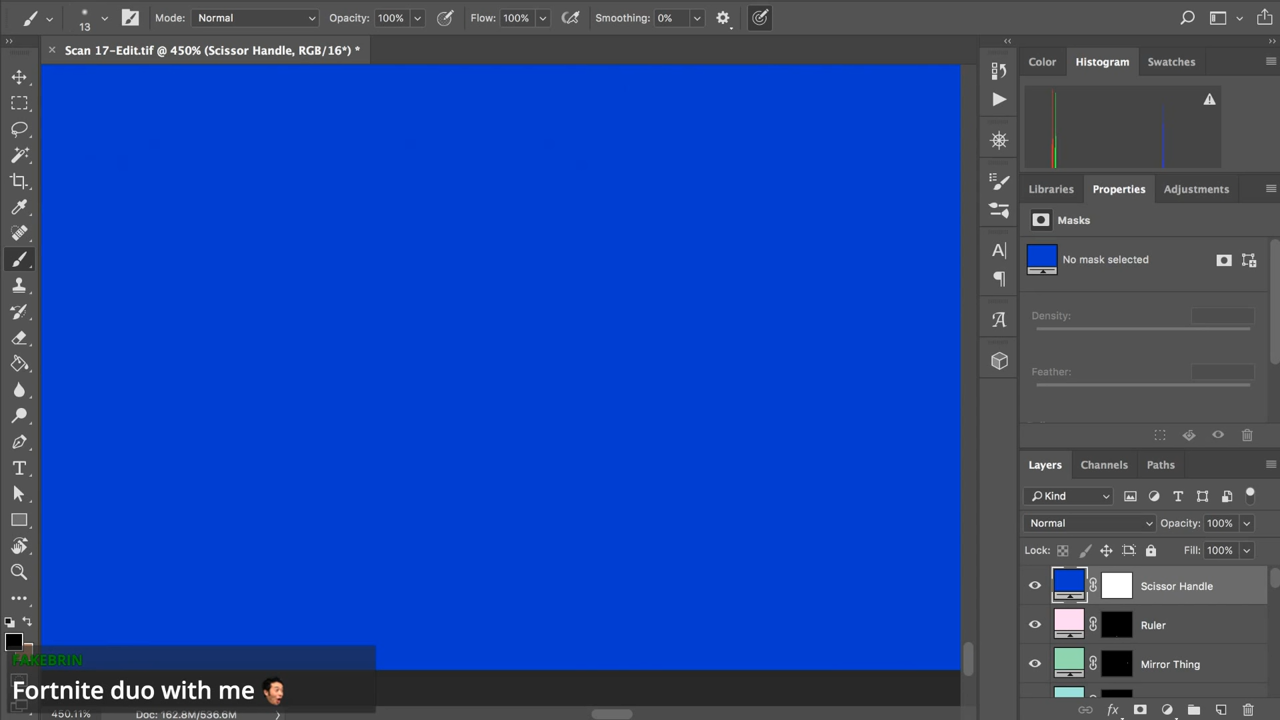 13
Mode:
Normal
Opacity: 100%
Flow: 100%
Smoothing: 0%
Scan 17-Edit.tif @ 450% (Scissor Handle, RGB/16*) *
Color
Histogram
Swatches
Libraries
Properties
Adjustments
Masks
No mask selected
Density:
Feather:
Layers
Channels
Paths
Kind
Normal
Opacity: 100%
Lock:
Fill: 100%
Scissor Handle
Ruler
Mirror Thing
FAKEBRIN
Fortnite duo with me
450.11%
Doc: 162.8M/536.6M